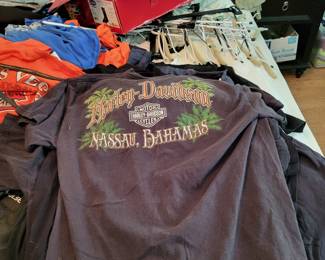 Harley-Davidson
MOTOR
HARLEY-DAVIDSON
CYCLES
NASSAU, BAHAMAS